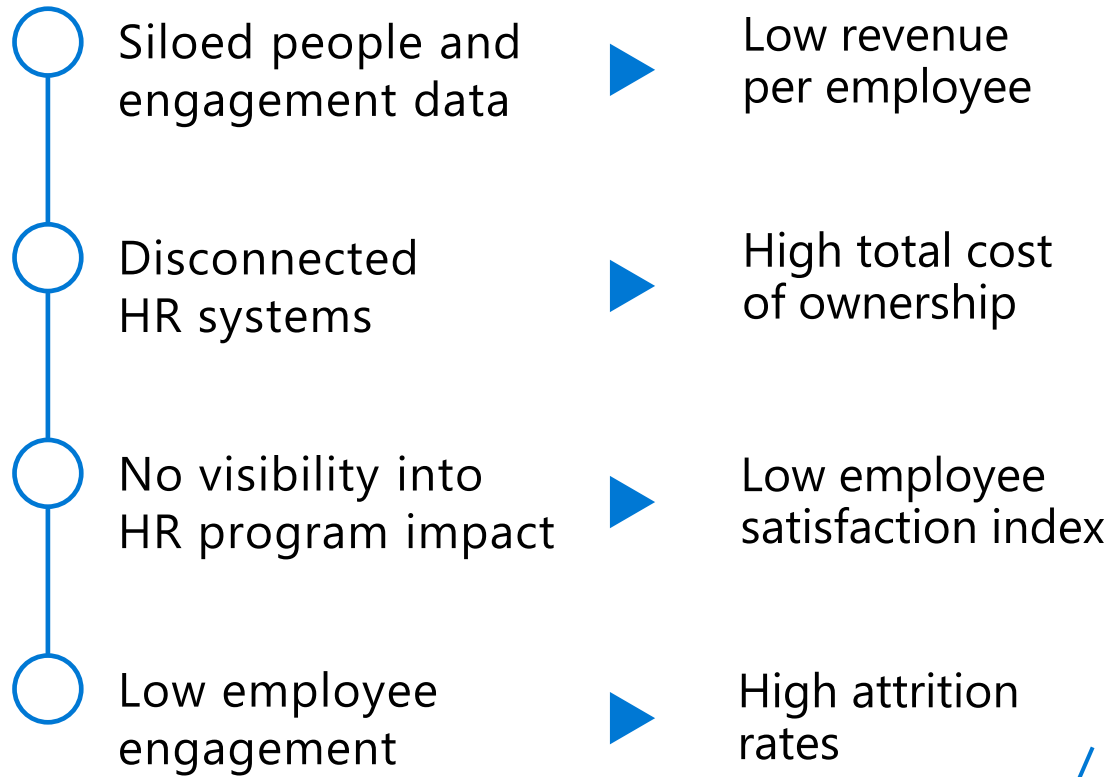 Siloed people and
engagement data
Low revenue
per employee
Disconnected
HR systems
High total cost
of ownership
No visibility into
HR program impact
Low employee
satisfaction index
Low employee
engagement
High attrition
rates